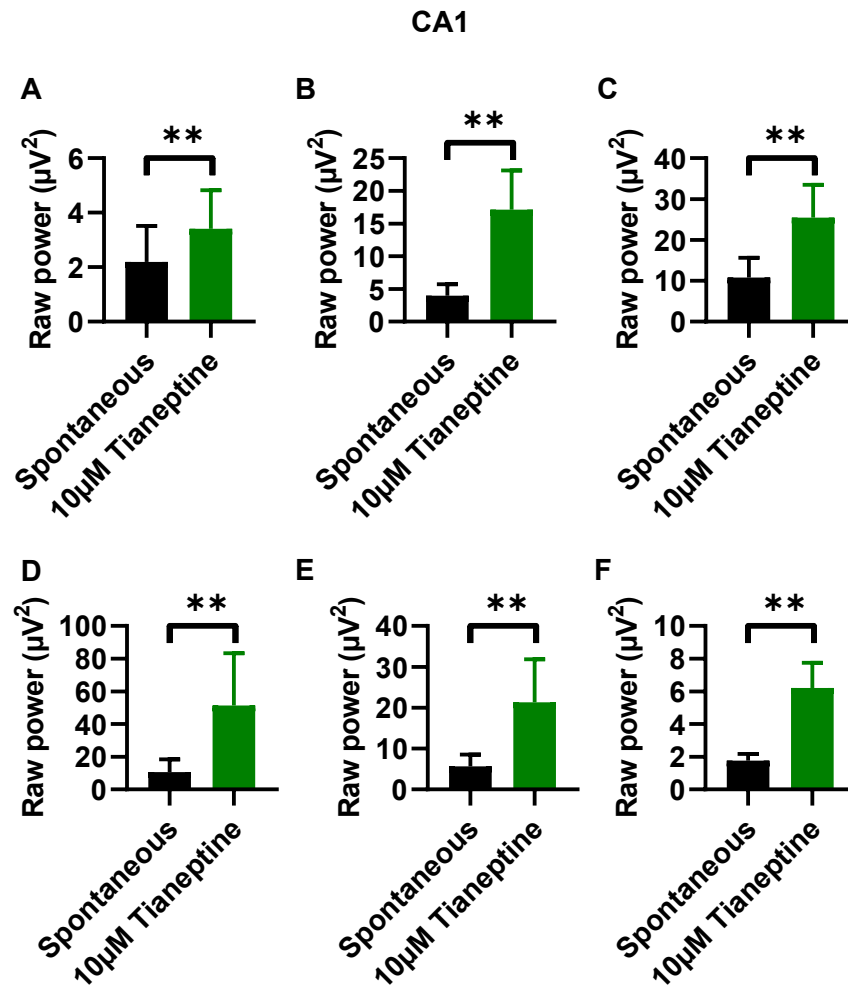 CA1
A
**
Raw power (µV²)
6
4
2
0
Spontaneous
10µM Tianeptine
B
**
Raw power (µV²)
25
20
15
10
5
0
Spontaneous
10µM Tianeptine
C
**
Raw power (µV²)
40
30
20
10
0
Spontaneous
10µM Tianeptine
D
**
Raw power (µV²)
100
80
60
40
20
0
Spontaneous
10µM Tianeptine
E
**
Raw power (µV²)
40
30
20
10
0
Spontaneous
10µM Tianeptine
F
**
Raw power (µV²)
10
8
6
4
2
0
Spontaneous
10µM Tianeptine